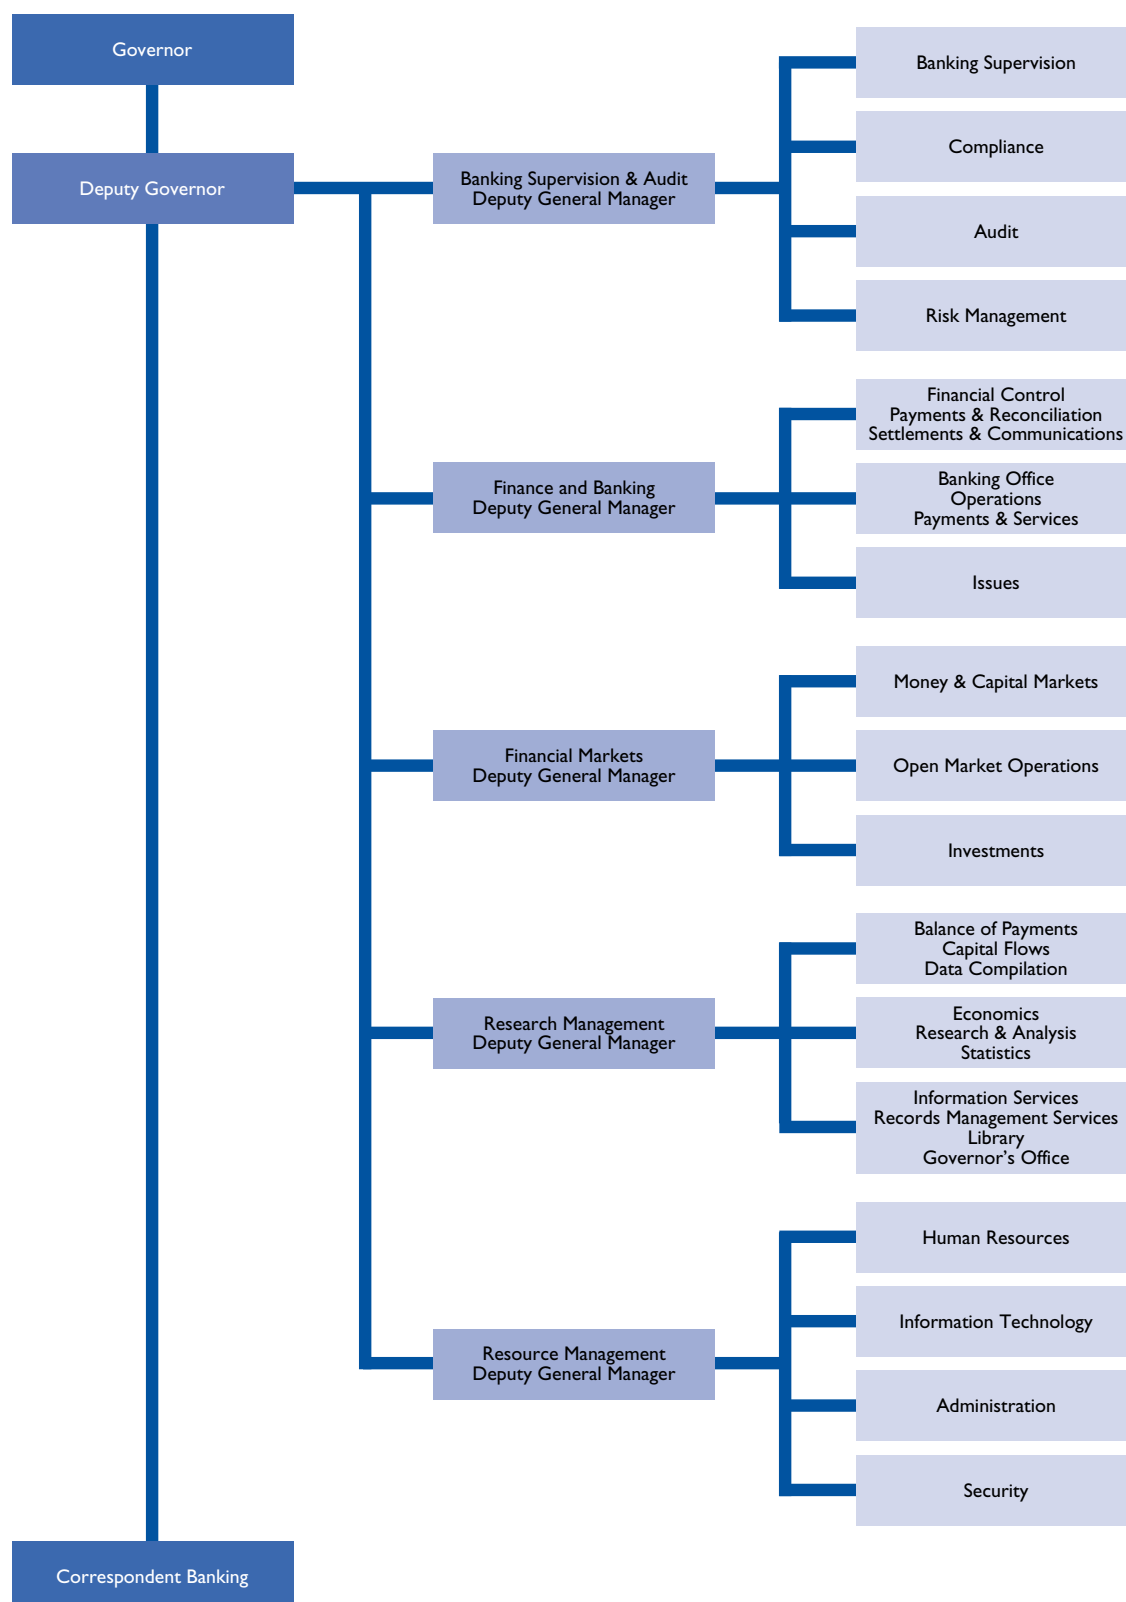 Governor
Deputy Governor
Banking Supervision & Audit
Deputy General Manager
Banking Supervision
Compliance
Audit
Risk Management
Finance and Banking
Deputy General Manager
Financial Control
Payments & Reconciliation
Settlements & Communications
Banking Office
Operations
Payments & Services
Issues
Financial Markets
Deputy General Manager
Money & Capital Markets
Open Market Operations
Investments
Research Management
Deputy General Manager
Balance of Payments
Capital Flows
Data Compilation
Economics
Research & Analysis
Statistics
Information Services
Records Management Services
Library
Governor’s Office
Resource Management
Deputy General Manager
Human Resources
Information Technology
Administration
Security
Correspondent Banking